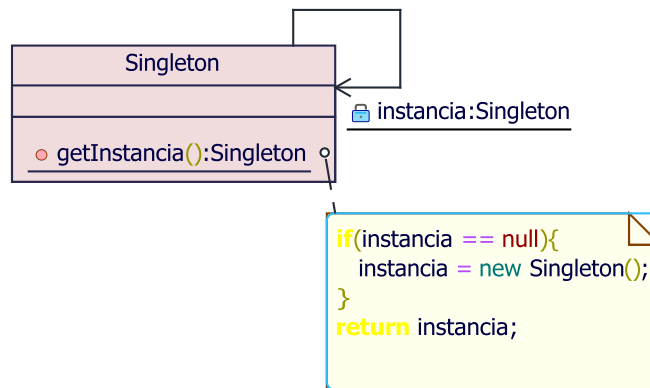 Singleton
instancia:Singleton
getInstancia():Singleton
if(instancia == null){
instancia = new Singleton();
}
return instancia;